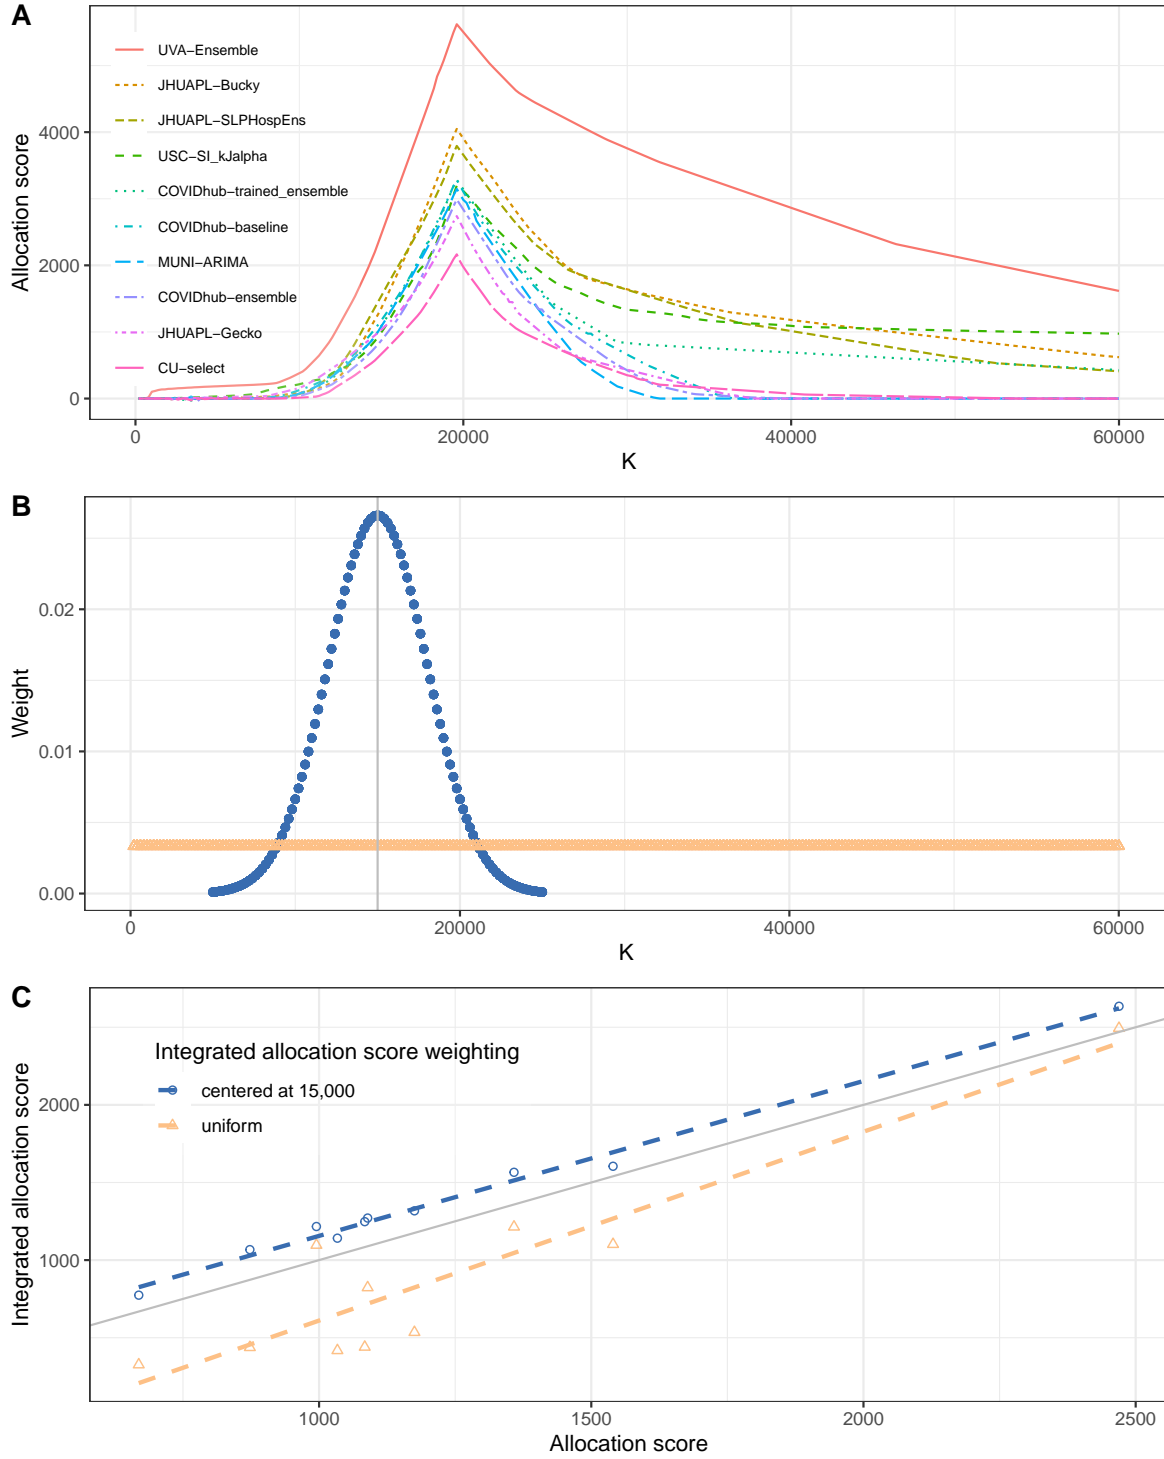 A
Allocation score
4000
2000
0
UVA−Ensemble
JHUAPL−Bucky
JHUAPL−SLPHospEns
USC−SI_kJalpha
COVIDhub−trained_ensemble
COVIDhub−baseline
MUNI−ARIMA
COVIDhub−ensemble
JHUAPL−Gecko
CU−select
0 20000 40000 60000
K
B
Weight
0.02
0.01
0.00
0 20000 40000 60000
K
C
Integrated allocation score
2000
1000
Integrated allocation score weighting
centered at 15,000
uniform
1000 1500 2000 2500
Allocation score